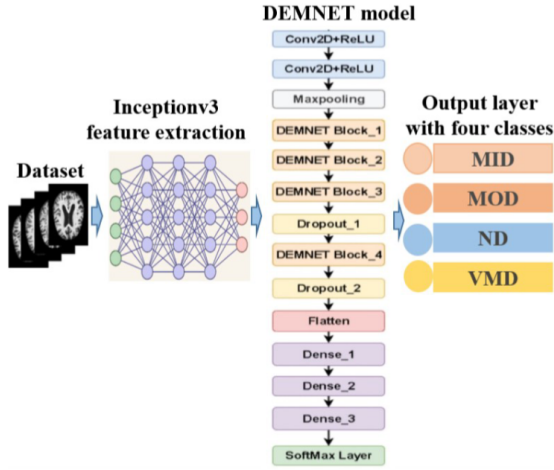 DEMNET model
Conv2D+ReLU
Conv2D+ReLU
Maxpooling
DEMNET Block_1
DEMNET Block_2
DEMNET Block_3
Dropout_1
DEMNET Block_4
Dropout_2
Flatten
Dense_1
Dense_2
Dense_3
SoftMax Layer
Inceptionv3
feature extraction
Dataset
Output layer
with four classes
MID
MOD
ND
VMD